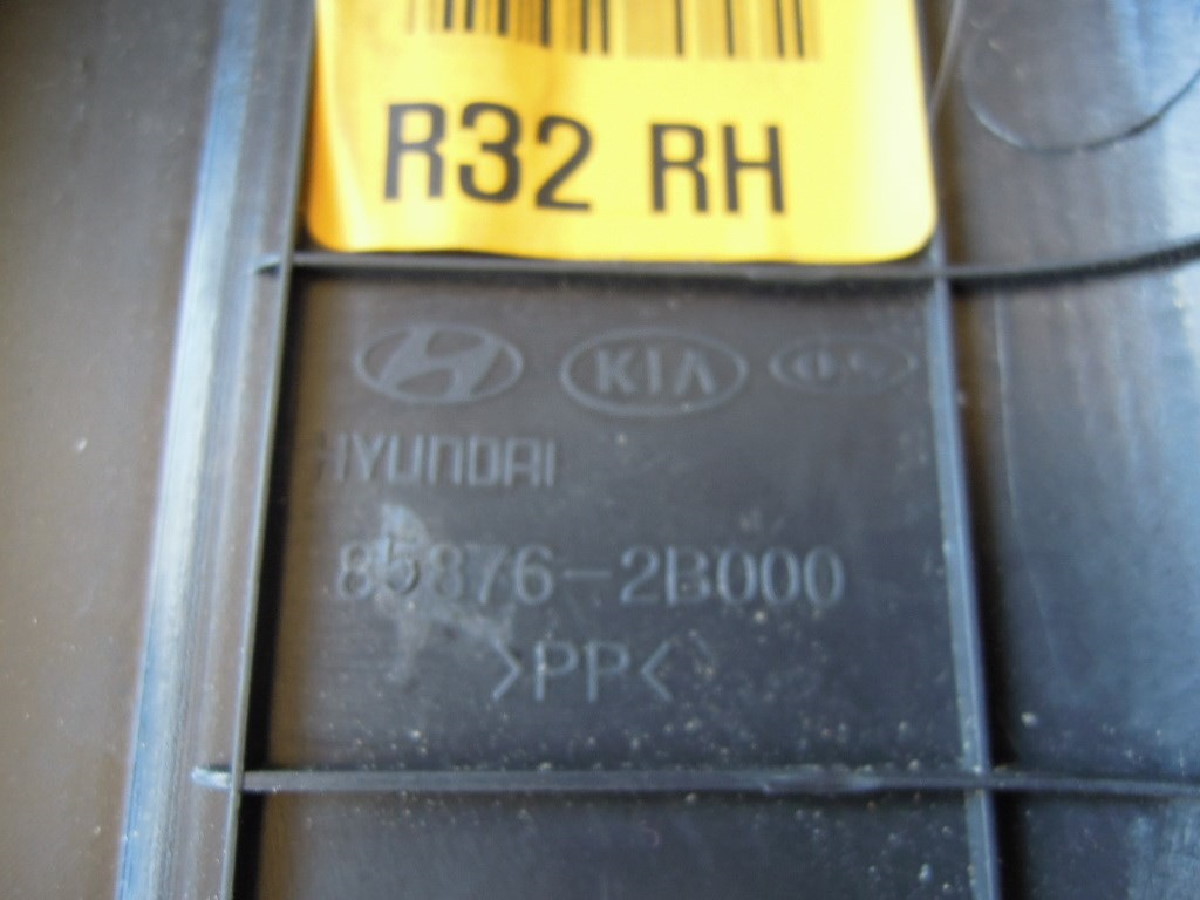 R32 RH
KIA
HYUNDAI
85876-2B000
>PP<